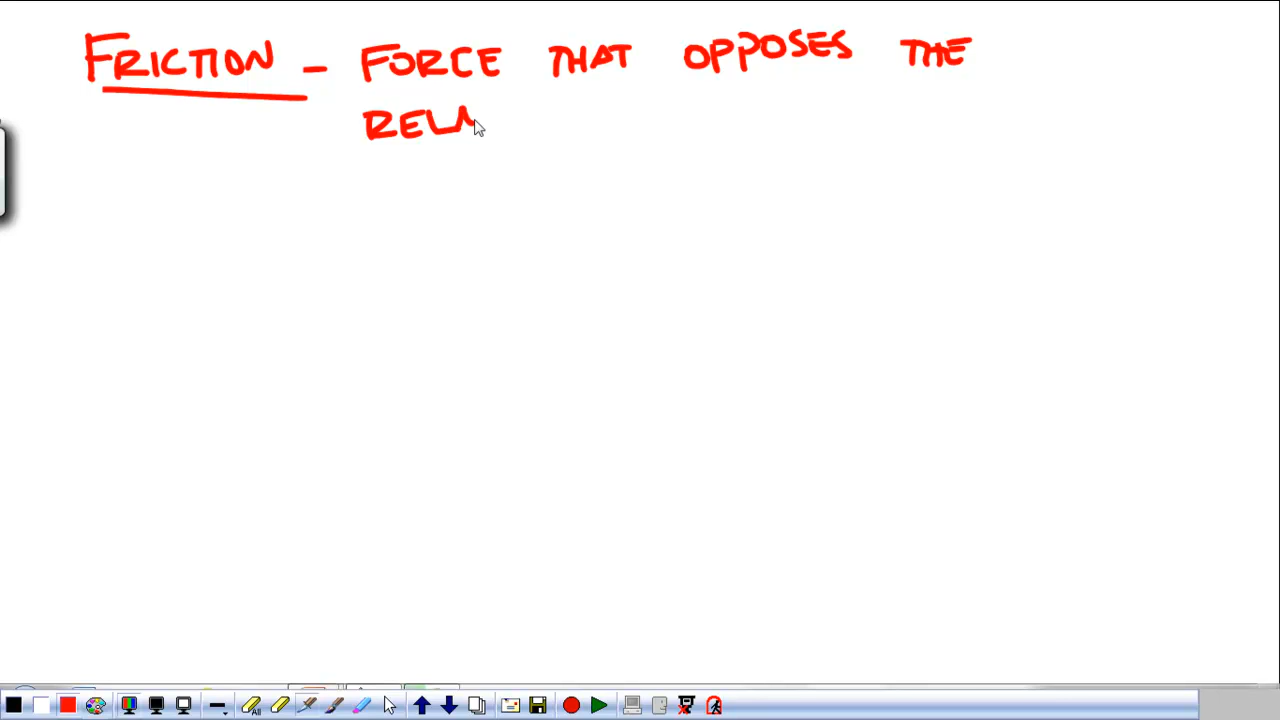 FRICTION - FORCE THAT OPPOSES THE
RELA